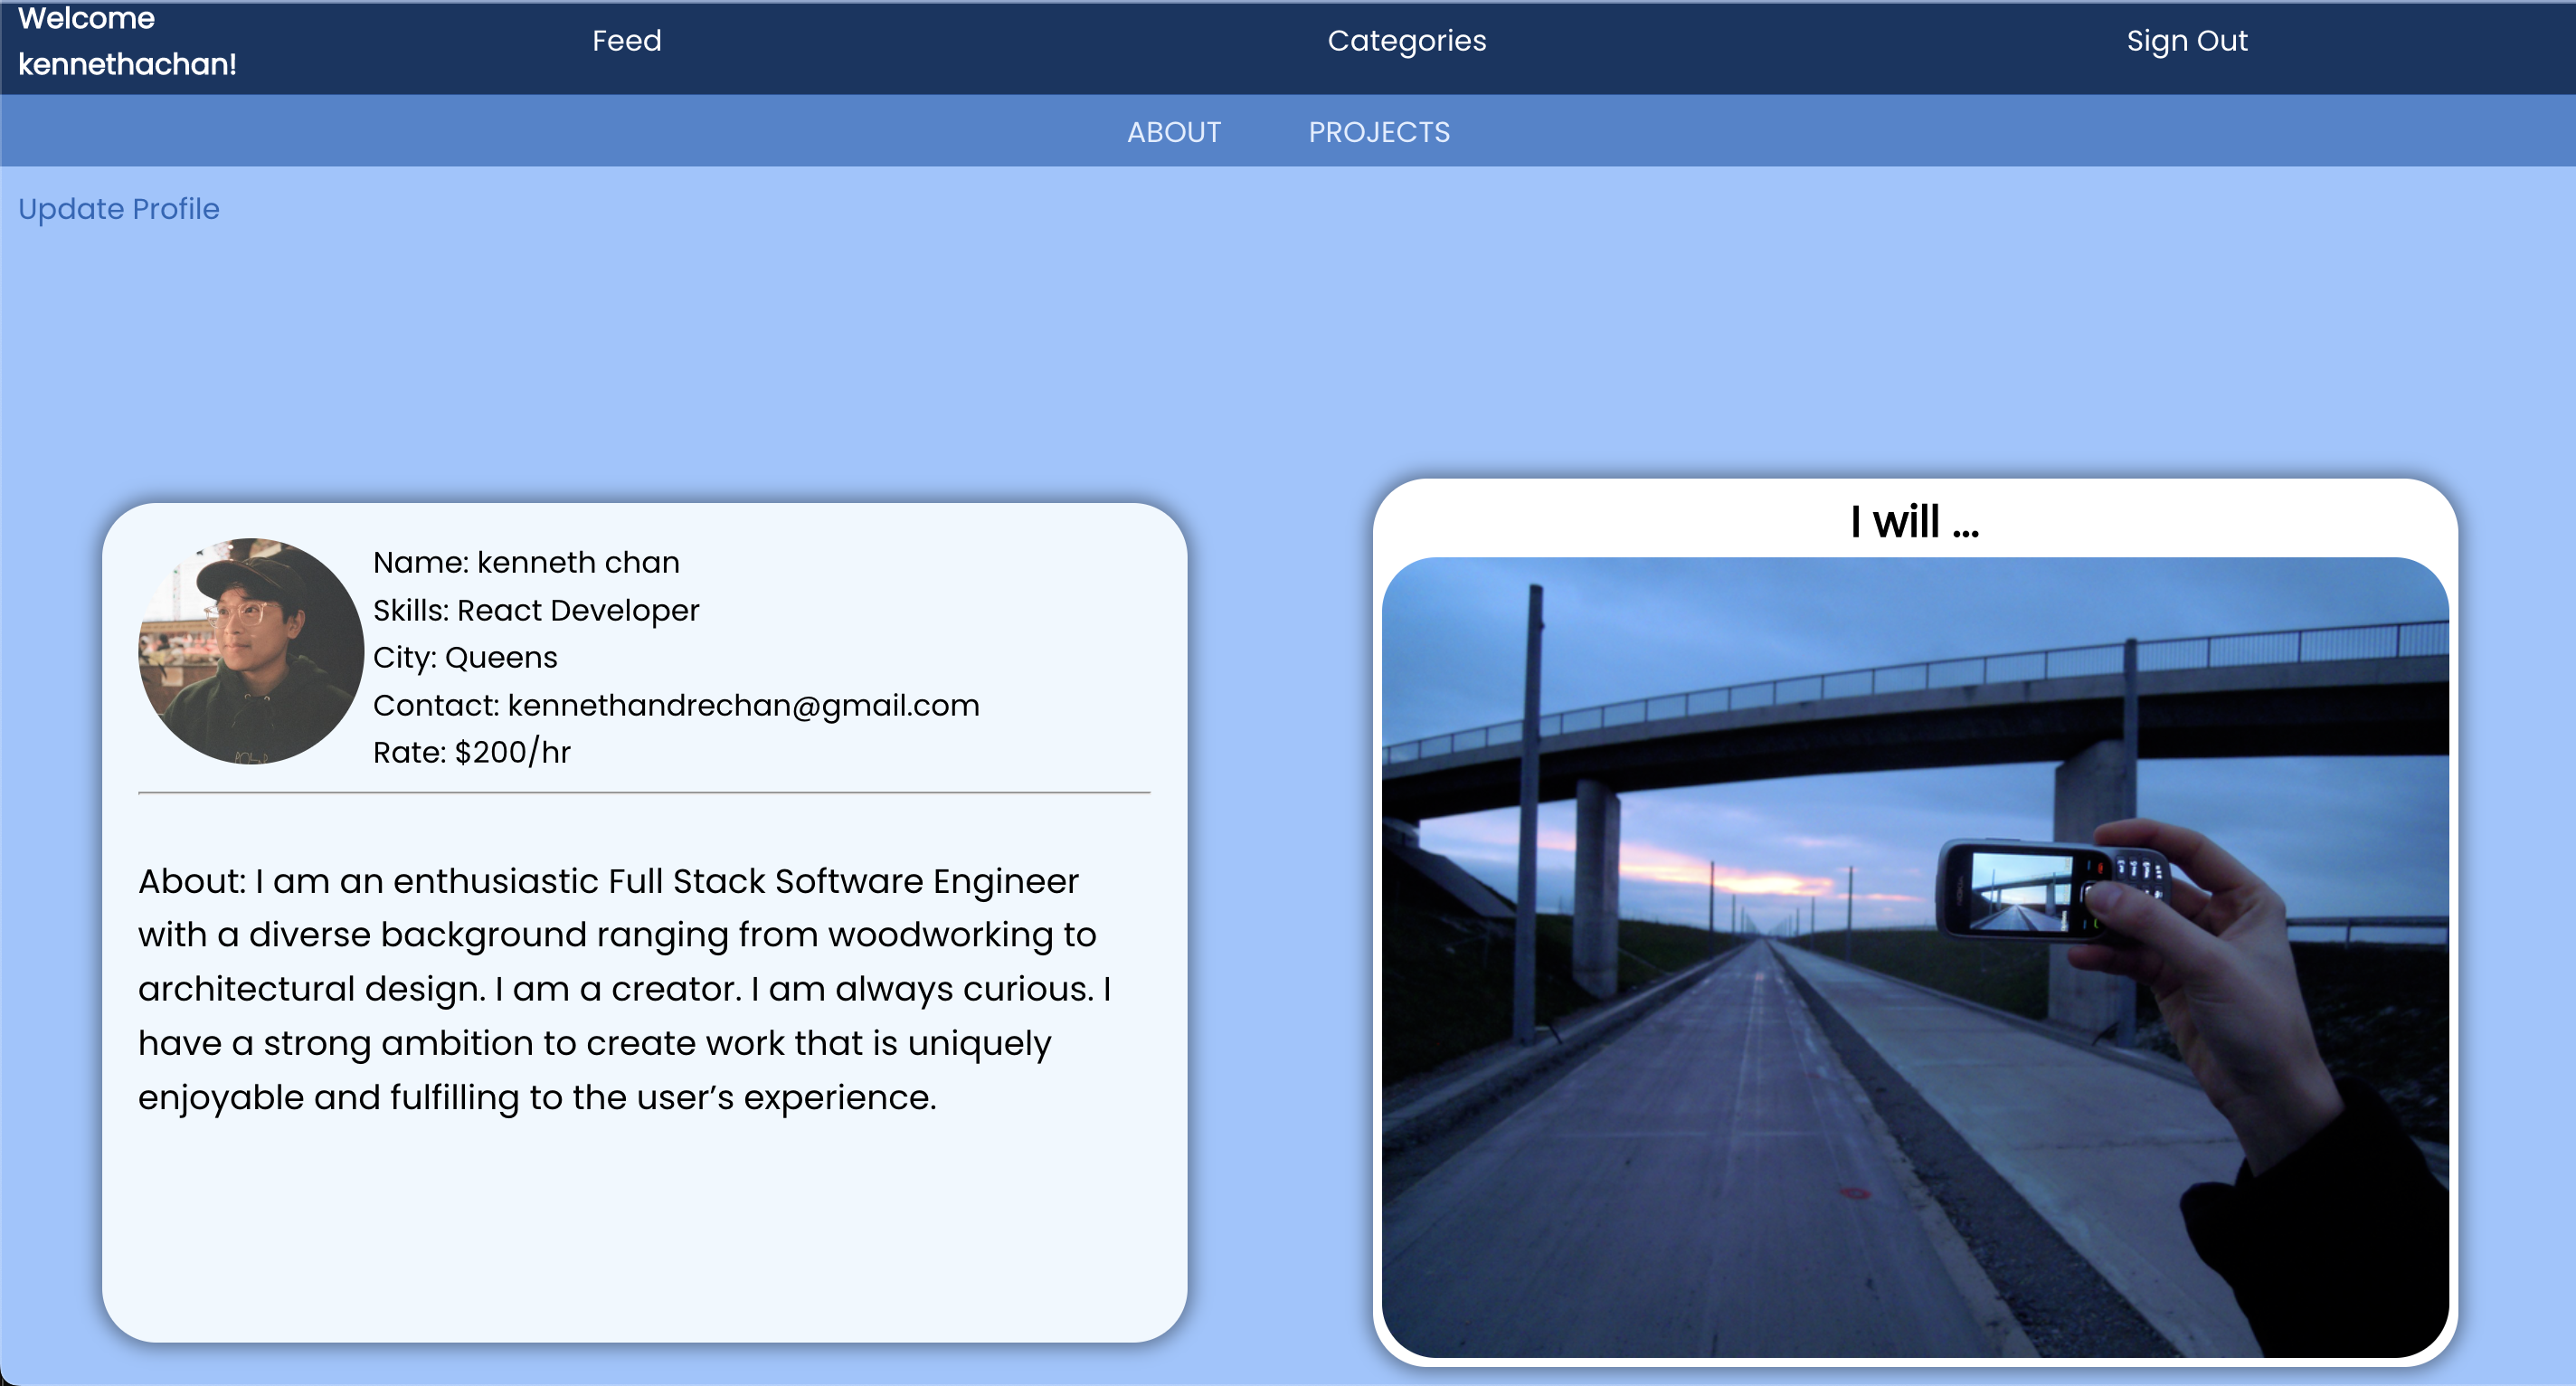 Welcome
kennethachan!
Feed
Categories
Sign Out
ABOUT
PROJECTS
Update Profile
Name: kenneth chan
Skills: React Developer
City: Queens
Contact: kennethandrechan@gmail.com
Rate: $200/hr
About: I am an enthusiastic Full Stack Software Engineer
with a diverse background ranging from woodworking to
architectural design. I am a creator. I am always curious. I
have a strong ambition to create work that is uniquely
enjoyable and fulfilling to the user’s experience.
I will ...